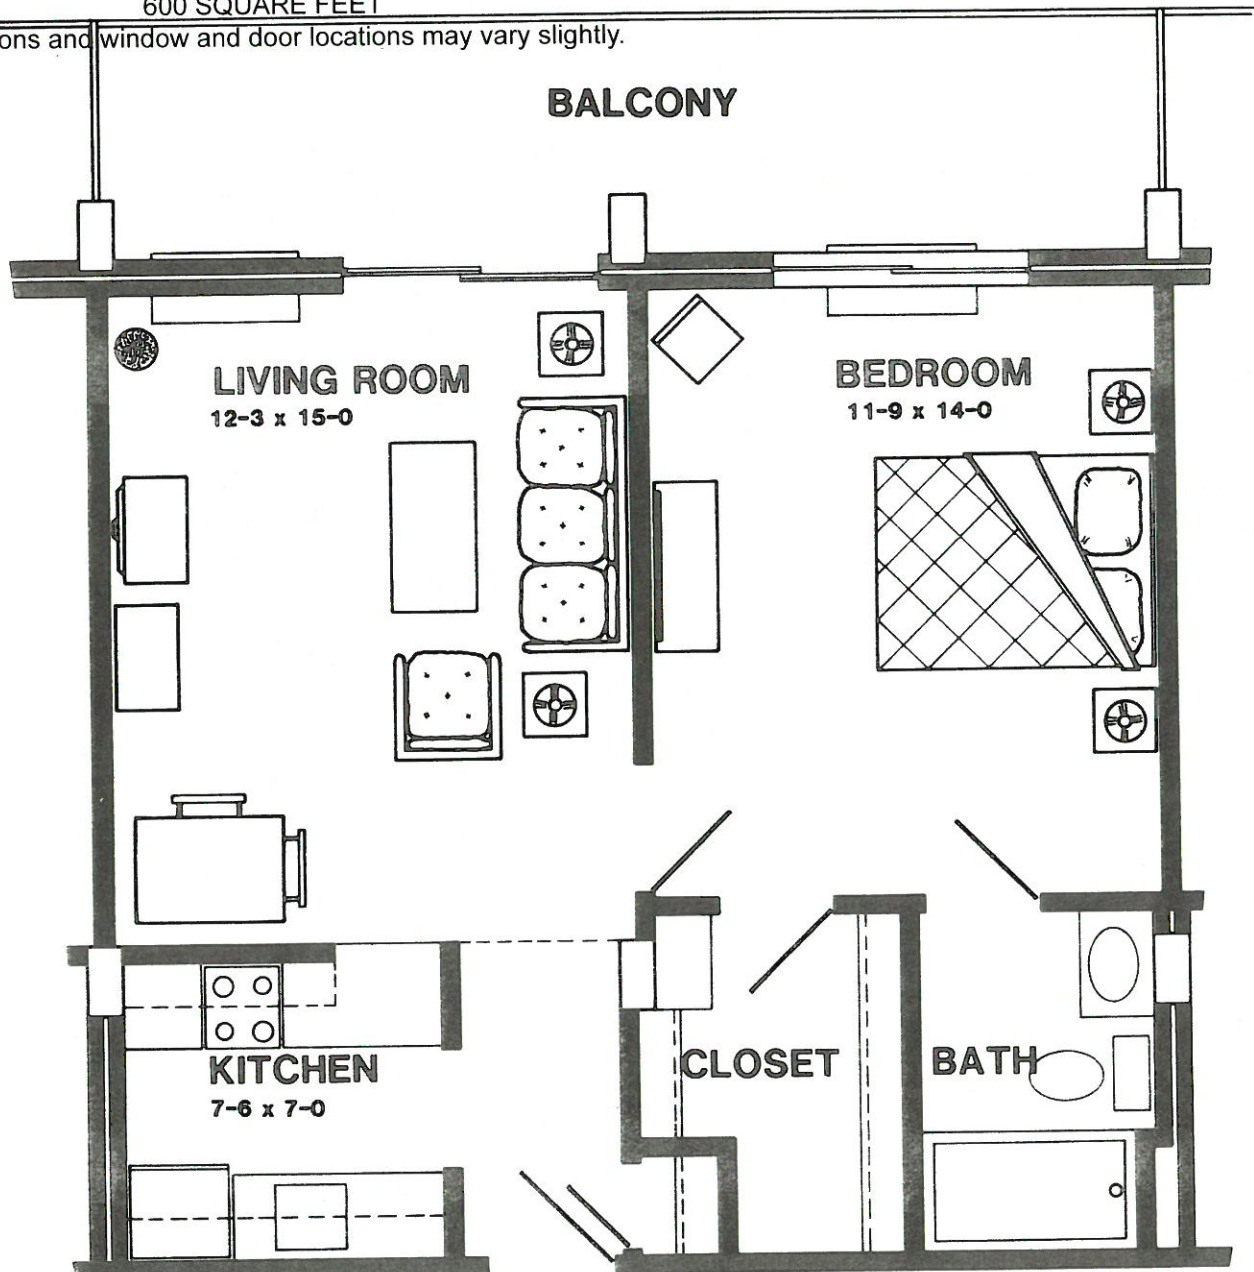 600 SQUARE FEET
and window and door locations may vary slightly.
BALCONY
LIVING ROOM
12-3 x 15-0
BEDROOM
11-9 x 14-0
KITCHEN
7-6 x 7-0
CLOSET
BATH